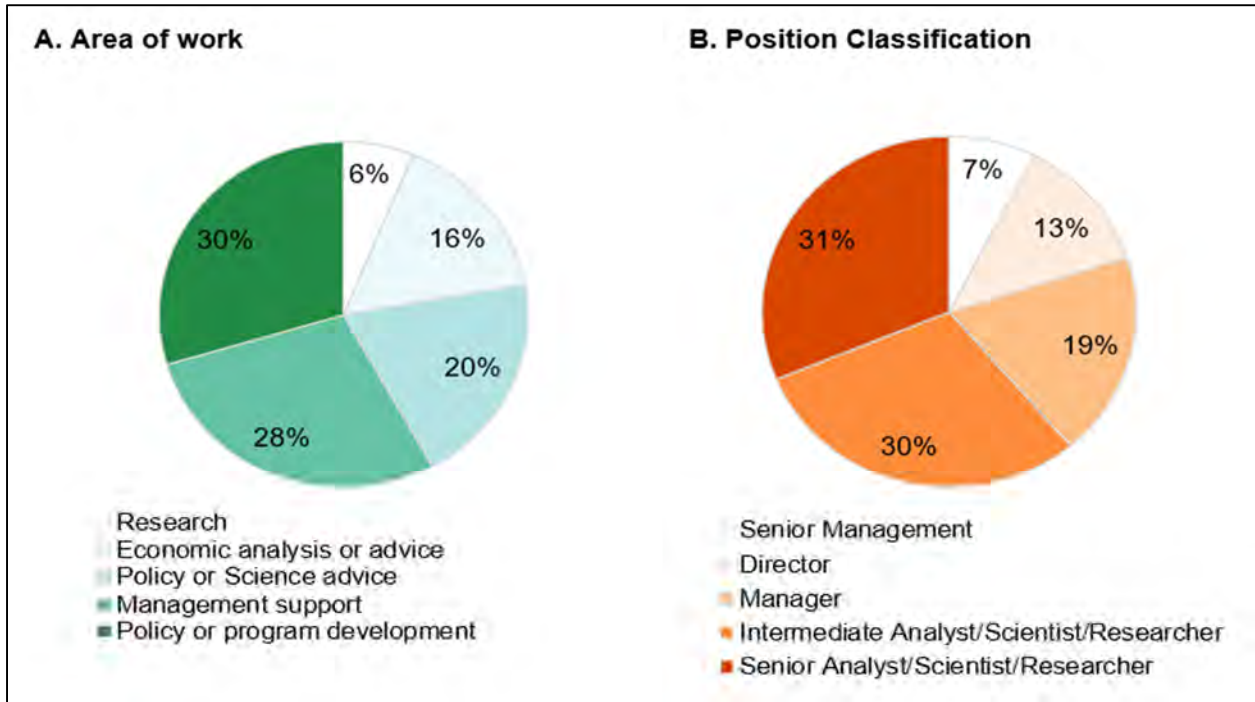 A. Area of work
6%
16%
20%
28%
30%
Research
Economic analysis or advice
Policy or Science advice
Management support
Policy or program development
B. Position Classification
7%
13%
19%
30%
31%
Senior Management
Director
Manager
Intermediate Analyst/Scientist/Researcher
Senior Analyst/Scientist/Researcher